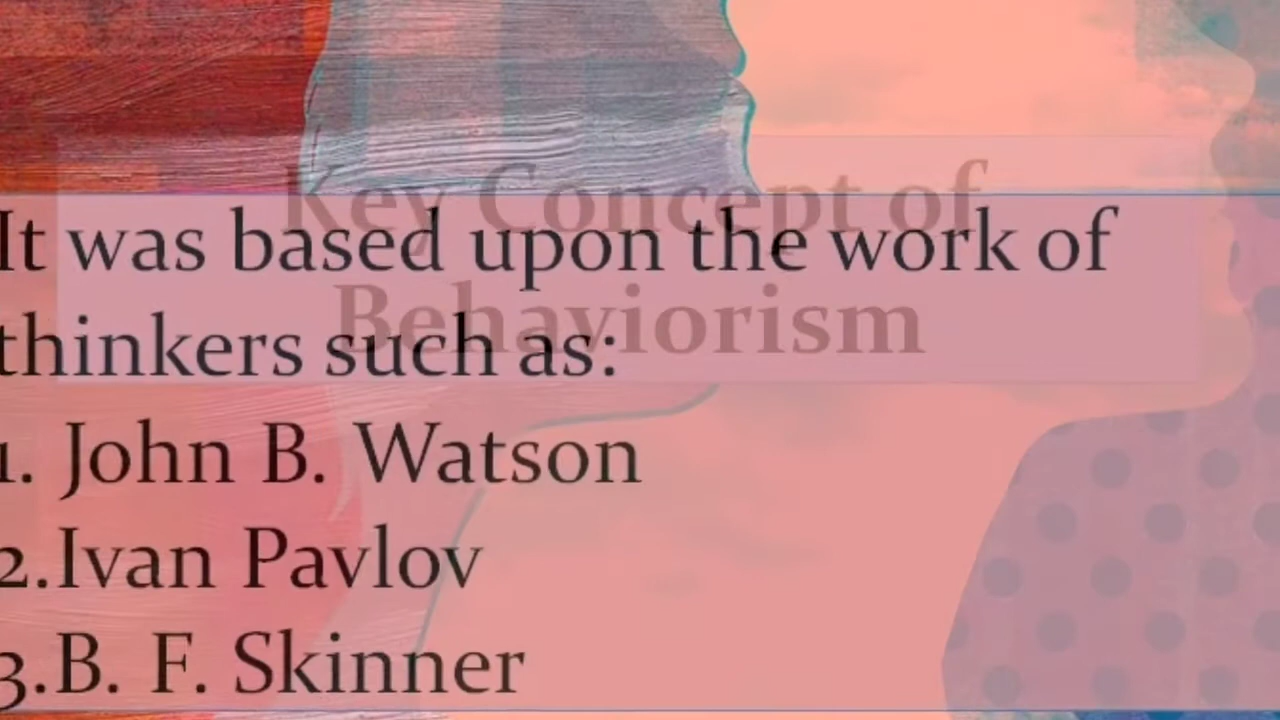 Key Concept of
Behaviorism
It was based upon the work of
thinkers such as:
1. John B. Watson
2.Ivan Pavlov
3.B. F. Skinner